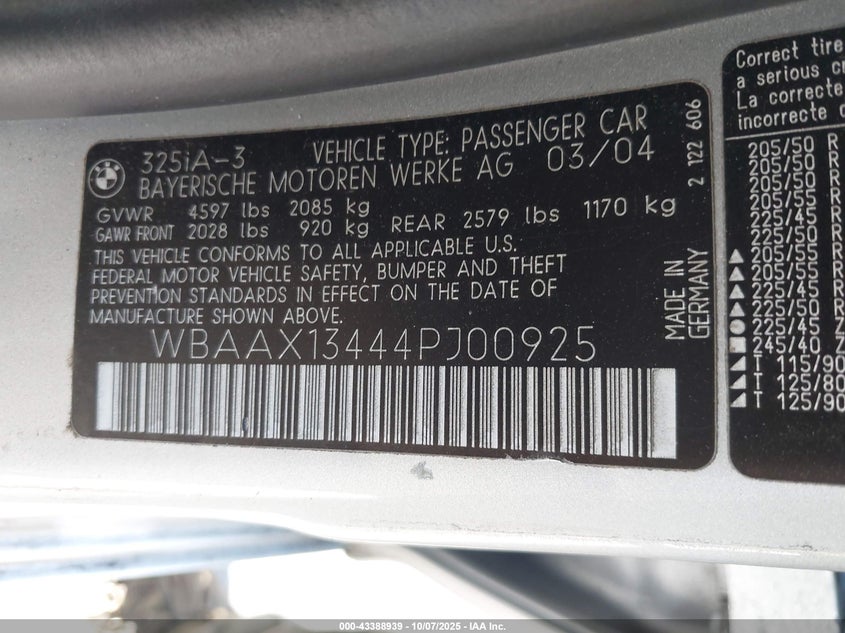 325iA-3 VEHICLE TYPE: PASSENGER CAR
BAYERISCHE MOTOREN WERKE AG 03/04
GVWR 4597 lbs 2085 kg
GAWR FRONT 2028 lbs 920 kg REAR 2579 lbs 1170 kg
THIS VEHICLE CONFORMS TO ALL APPLICABLE U.S.
FEDERAL MOTOR VEHICLE SAFETY, BUMPER AND THEFT
PREVENTION STANDARDS IN EFFECT ON THE DATE OF
MANUFACTURE SHOWN ABOVE.
WBAAX13444PJ00925
MADE IN
GERMANY
2 122 606
Correct tire
a serious
La correcte
incorrecte
205/50 R
205/50 R
205/50 R
205/55 R
225/45 R
225/50 R
205/55 R
205/55 R
225/45 R
225/50 R
225/45 Z
245/40 Z
T 115/90
T 125/80
T 125/90
000-43388939 - 10/07/2025 - IAA Inc.